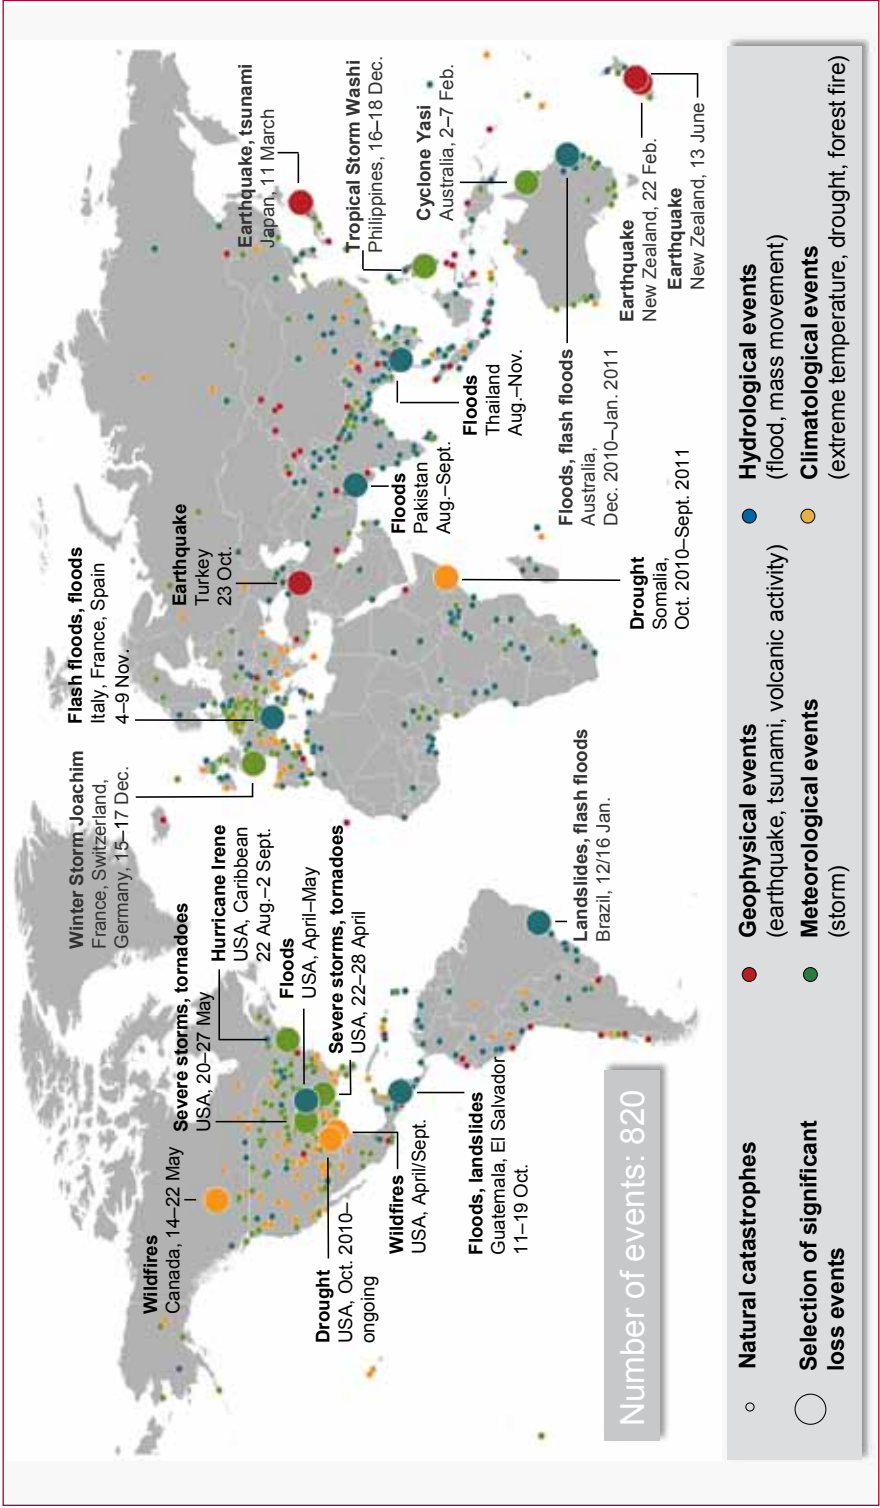 Wildfires
Canada, 14–22 May
Severe storms, tornadoes
USA, 20–27 May
Hurricane Irene
USA, Caribbean
22 Aug.–2 Sept.
Floods
USA, April–May
Severe storms, tornadoes
USA, 22–28 April
Drought
USA, Oct. 2010–
ongoing
Wildfires
USA, April/Sept.
Floods, landslides
Guatemala, El Salvador
11–19 Oct.
Landslides, flash floods
Brazil, 12/16 Jan.
Winter Storm Joachim
France, Switzerland,
Germany, 15–17 Dec.
Flash floods, floods
Italy, France, Spain
4–9 Nov.
Earthquake
Turkey
23 Oct.
Drought
Somalia,
Oct. 2010–Sept. 2011
Floods
Pakistan
Aug.–Sept.
Floods
Thailand
Aug.–Nov.
Floods, flash floods
Australia,
Dec. 2010–Jan. 2011
Earthquake, tsunami
Japan, 11 March
Tropical Storm Washi
Philippines, 16–18 Dec.
Cyclone Yasi
Australia, 2–7 Feb.
Earthquake
New Zealand, 22 Feb.
Earthquake
New Zealand, 13 June
Number of events: 820
Natural catastrophes
Selection of significant
loss events
Geophysical events
(earthquake, tsunami, volcanic activity)
Meteorological events
(storm)
Hydrological events
(flood, mass movement)
Climatological events
(extreme temperature, drought, forest fire)